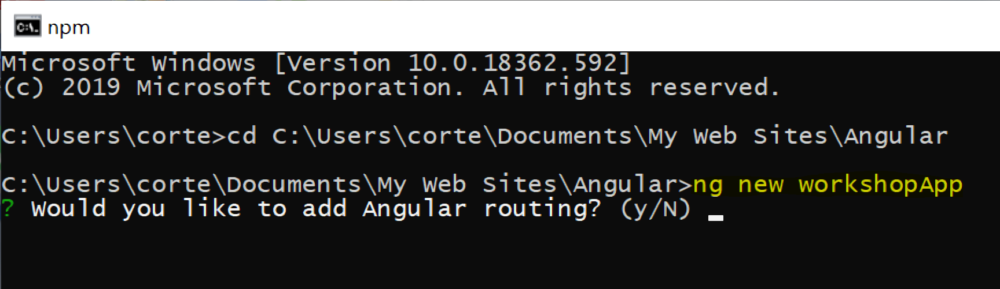 C:\. npm
Microsoft Windows [Version 10.0.18362.592]
(c) 2019 Microsoft Corporation. All rights reserved.
C:\Users\corte>cd C:\Users\corte\Documents\My Web Sites\Angular
C:\Users\corte\Documents\My Web Sites\Angular>ng new workshopApp
? Would you like to add Angular routing? (y/N) _